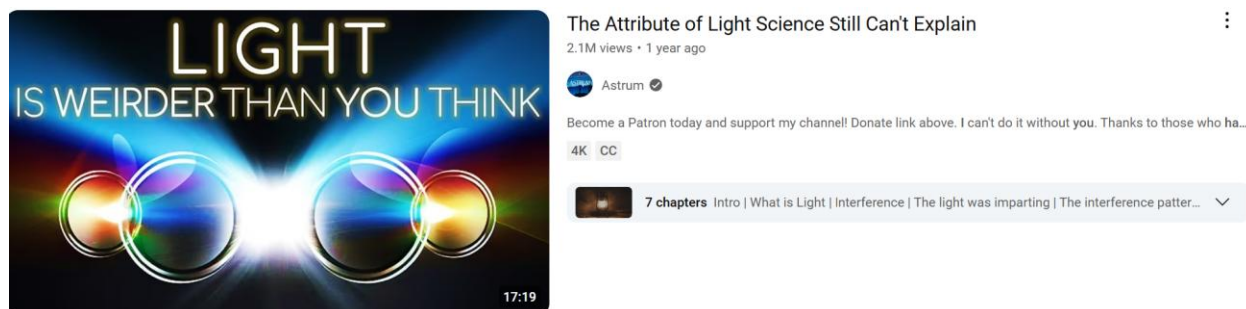 LIGHT
IS WEIRDER THAN YOU THINK
17:19
The Attribute of Light Science Still Can't Explain
2.1M views • 1 year ago
Astrum
Become a Patron today and support my channel! Donate link above. I can't do it without you. Thanks to those who ha...
4K CC
7 chapters Intro | What is Light | Interference | The light was imparting | The interference patter...